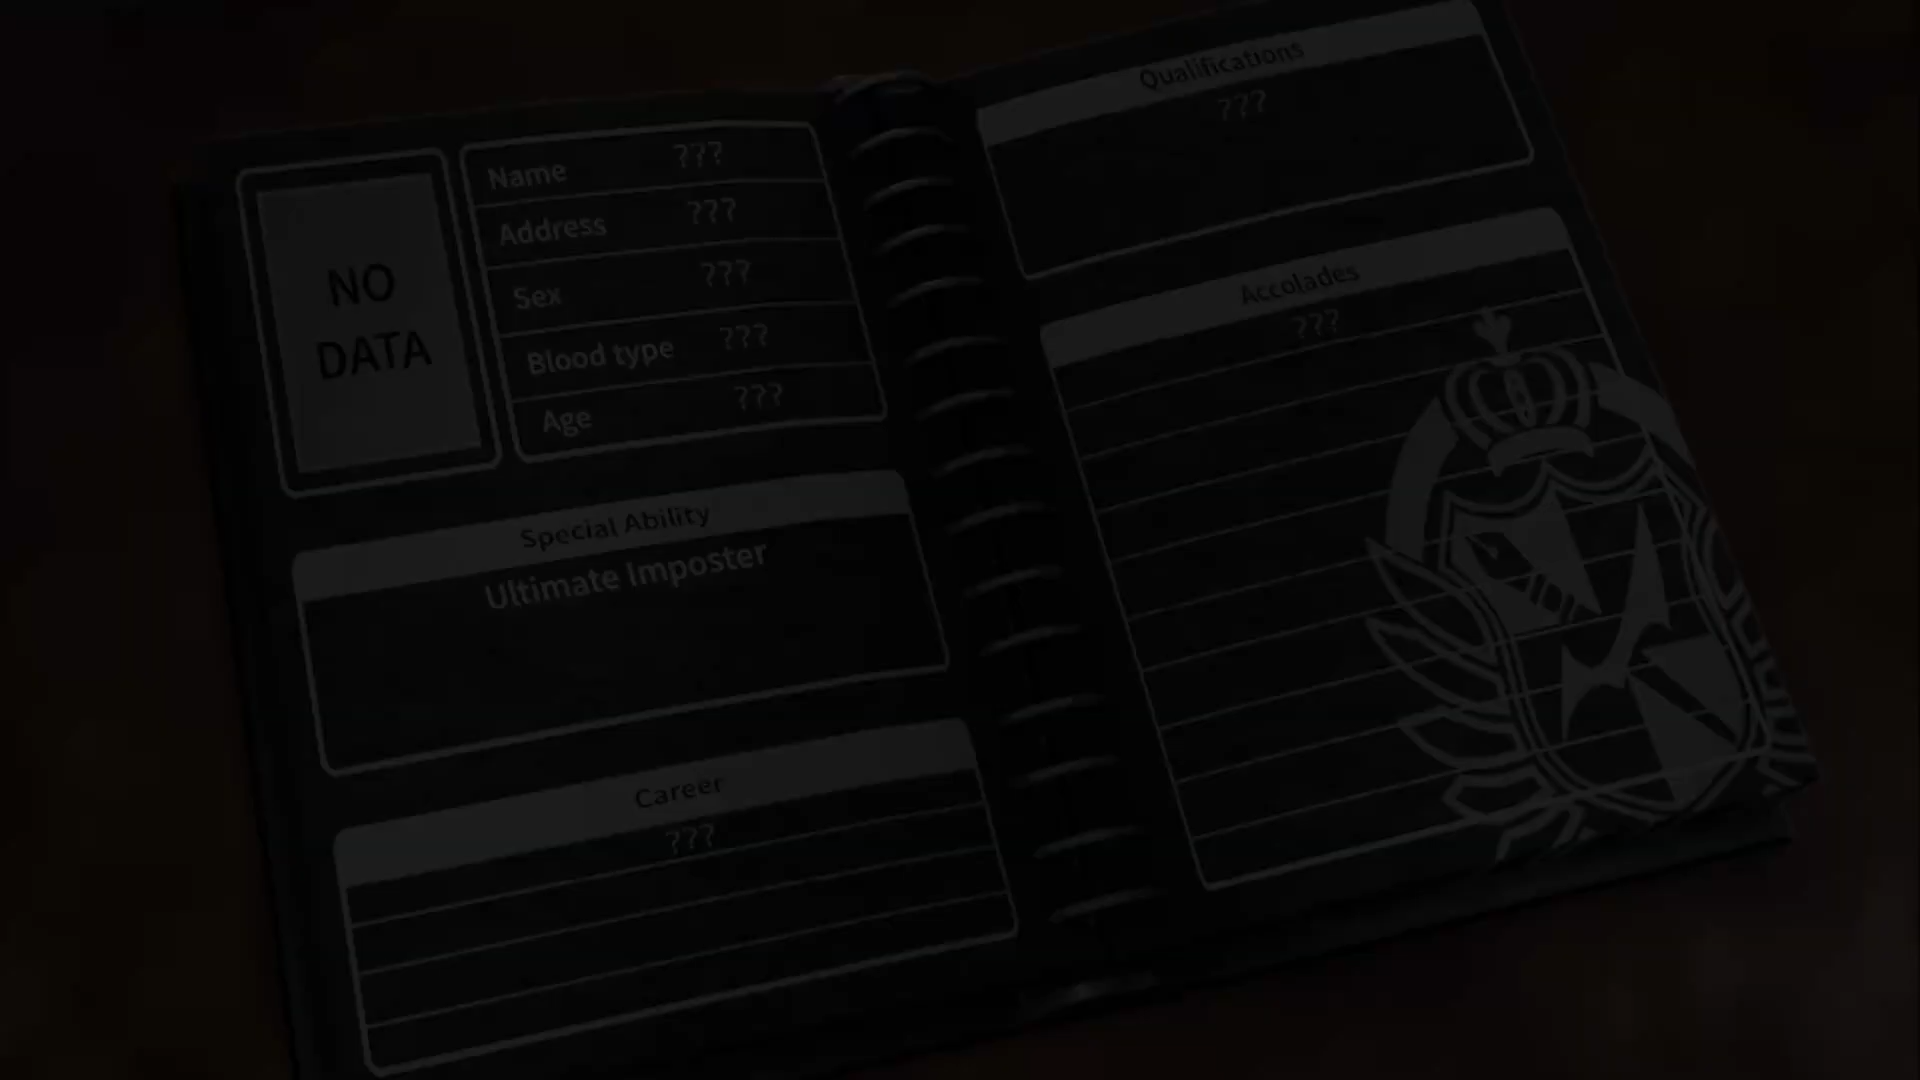 NO
DATA
Name ???
Address ???
Sex ???
Blood type ???
Age ???
Special Ability
Ultimate Imposter
Career
???
Qualifications
???
Accolades
???